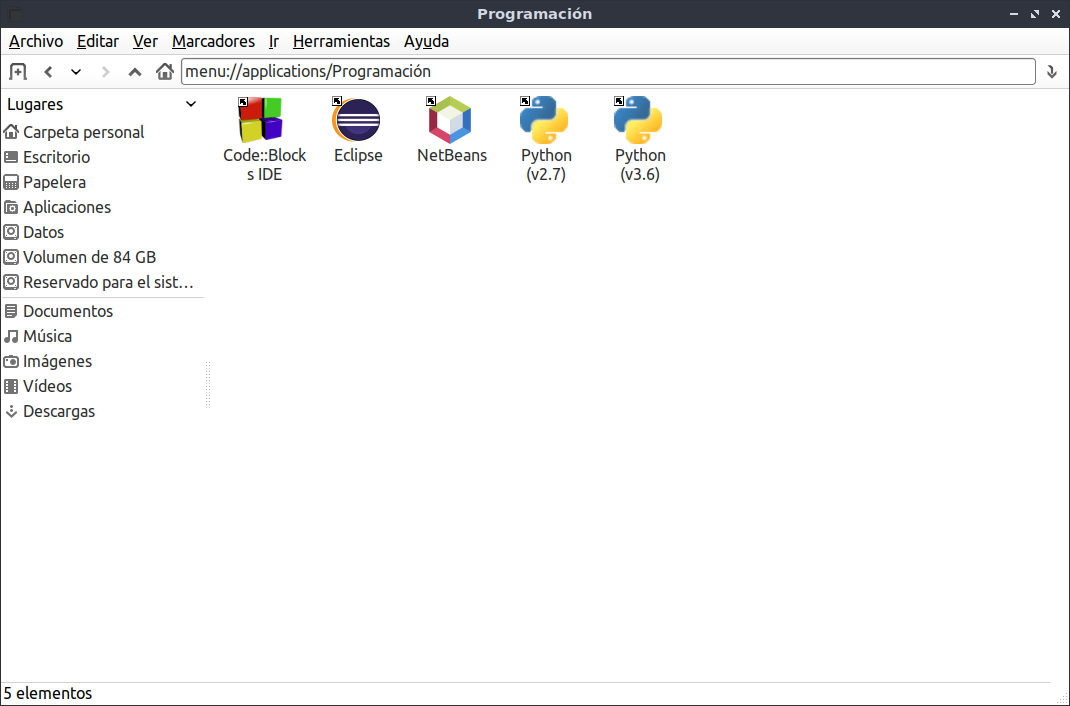 Programación
Archivo Editar Ver Marcadores Ir Herramientas Ayuda
menu://applications/Programación
Lugares
Carpeta personal
Escritorio
Papelera
Aplicaciones
Datos
Volumen de 84 GB
Reservado para el sist…
Documentos
Música
Imágenes
Vídeos
Descargas
Code::Block
s IDE
Eclipse
NetBeans
Python
(v2.7)
Python
(v3.6)
5 elementos